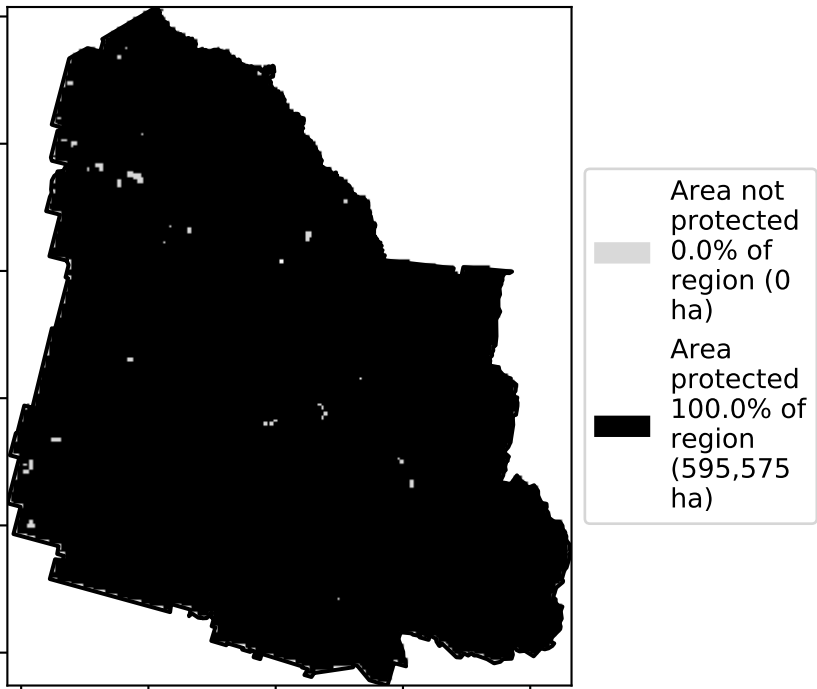 Area not
protected
0.0% of
region (0
ha)
Area
protected
100.0% of
region
(595,575
ha)